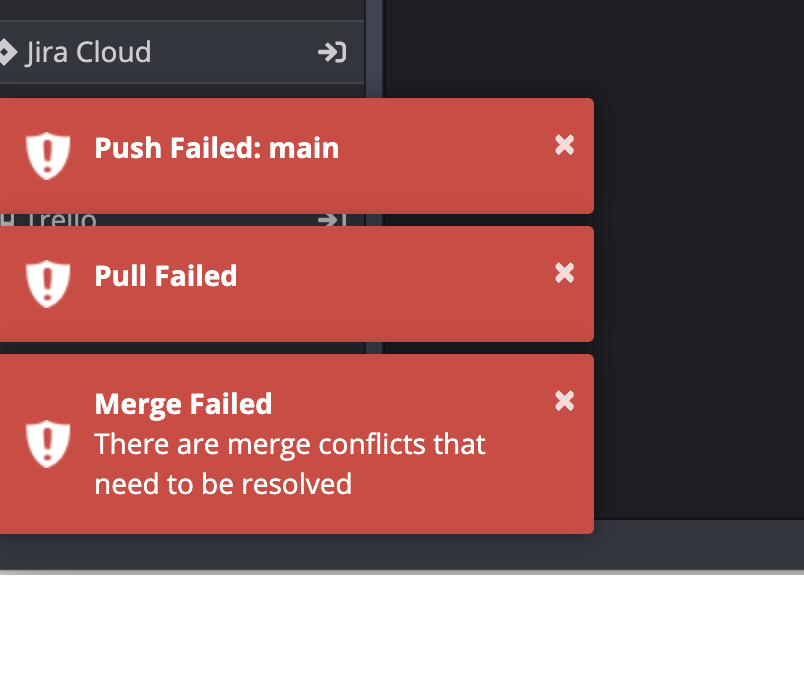 Jira Cloud
Push Failed: main
Trello
Pull Failed
Merge Failed
There are merge conflicts that
need to be resolved